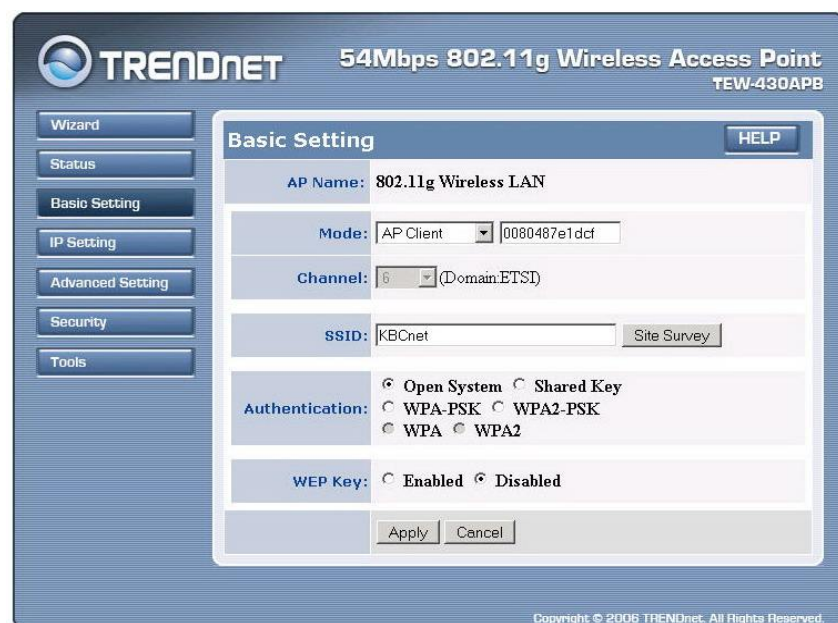 TRENDNET
54Mbps 802.11g Wireless Access Point
TEW-430APB
Wizard
Status
Basic Setting
IP Setting
Advanced Setting
Security
Tools
Basic Setting
HELP
AP Name: 802.11g Wireless LAN
Mode: AP Client 0080487e1dcf
Channel: 6 (Domain:ETSI)
SSID: KBCnet Site Survey
Authentication: Open System Shared Key
WPA-PSK WPA2-PSK
WPA WPA2
WEP Key: Enabled Disabled
Apply Cancel
Copyright © 2006 TRENDnet. All Rights Reserved.